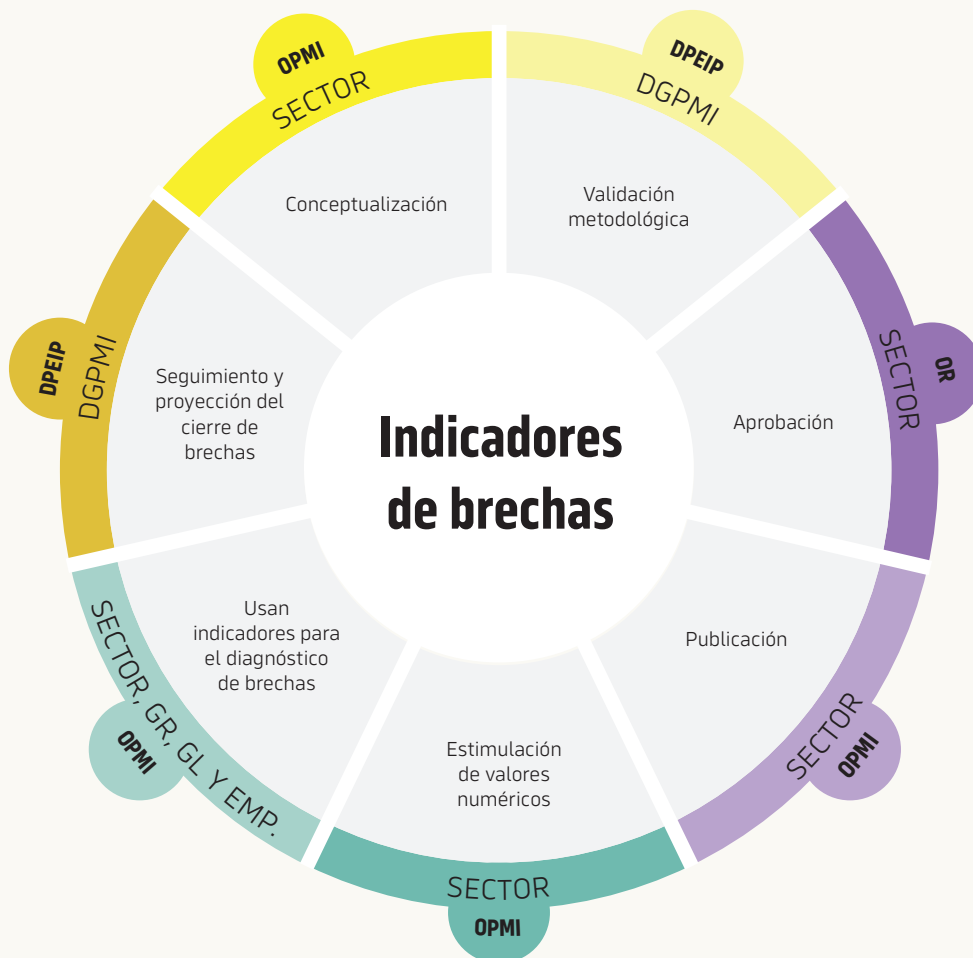 OPMI
SECTOR
Conceptualización
DPEIP
DGPMI
Validación
metodológica
OR
SECTOR
Aprobación
OPMI
SECTOR
Publicación
Estimulación
de valores
numéricos
SECTOR
OPMI
Usan
indicadores para
el diagnóstico
de brechas
SECTOR, GR, GL Y EMP.
OPMI
Seguimiento y
proyección del
cierre de
brechas
DGPMI
DPEIP
Indicadores
de brechas